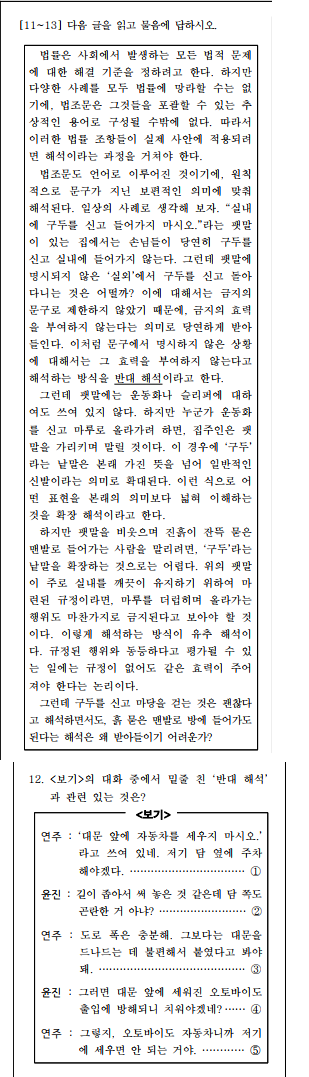 [11~13] 다음 글을 읽고 물음에 답하시오.
법률은 사회에서 발생하는 모든 법적 문제
에 대한 해결 기준을 정하려고 한다. 하지만
다양한 사례를 모두 법률에 망라할 수는 없
기에, 법조문은 그것들을 포괄할 수 있는 추
상적인 용어로 구성될 수밖에 없다. 따라서
이러한 법률 조항들이 실제 사안에 적용되려
면 해석이라는 과정을 거쳐야 한다.
법조문도 언어로 이루어진 것이기에, 원칙
적으로 문구가 지닌 보편적인 의미에 맞춰
해석된다. 일상의 사례로 생각해 보자. “실내
에 구두를 신고 들어가지 마시오.”라는 팻말
이 있는 집에서는 손님들이 당연히 구두를
신고 실내에 들어가지 않는다. 그런데 팻말에
명시되지 않은 ‘실외’에서 구두를 신고 돌아
다니는 것은 어떨까? 이에 대해서는 금지의
문구로 제한하지 않았기 때문에, 금지의 효력
을 부여하지 않는다는 의미로 당연하게 받아
들인다. 이처럼 문구에서 명시하지 않은 상황
에 대해서는 그 효력을 부여하지 않는다고
해석하는 방식을 반대 해석이라고 한다.
그런데 팻말에는 운동화나 슬리퍼에 대하
여도 쓰여 있지 않다. 하지만 누군가 운동화
를 신고 마루로 올라가려 하면, 집주인은 팻
말을 가리키며 말릴 것이다. 이 경우에 ‘구두’
라는 낱말은 본래 가진 뜻을 넘어 일반적인
신발이라는 의미로 확대된다. 이런 식으로 어
떤 표현을 본래의 의미보다 넓혀 이해하는
것을 확장 해석이라고 한다.
하지만 팻말을 비웃으며 진흙이 잔뜩 묻은
맨발로 들어가는 사람을 말리려면, ‘구두’라는
낱말을 확장하는 것으로는 어렵다. 위의 팻말
이 주로 실내를 깨끗이 유지하기 위하여 마
련된 규정이라면, 마루를 더럽히며 올라가는
행위도 마찬가지로 금지된다고 보아야 할 것
이다. 이렇게 해석하는 방식이 유추 해석이
다. 규정된 행위와 동등하다고 평가될 수 있
는 일에는 규정이 없어도 같은 효력이 주어
져야 한다는 논리이다.
그런데 구두를 신고 마당을 걷는 것은 괜찮다
고 해석하면서도, 흙 묻은 맨발로 방에 들어가도
된다는 해석은 왜 받아들이기 어려운가?
12. <보기>의 대화 중에서 밑줄 친 ‘반대 해석’
과 관련 있는 것은?
<보기>
연주 : ‘대문 앞에 자동차를 세우지 마시오.’
라고 쓰여 있네. 저기 담 옆에 주차
해야겠다. ………………………… ①
윤진 : 길이 좁아서 써 놓은 것 같은데 담 쪽도
곤란한 거 아냐? …………………… ②
연주 : 도로 폭은 충분해. 그보다는 대문을
드나드는 데 불편해서 붙였다고 봐야
돼. …………………………………… ③
윤진 : 그러면 대문 앞에 세워진 오토바이도
출입에 방해되니 치워야겠네? …… ④
연주 : 그렇지. 오토바이도 자동차니까 저기
에 세우면 안 되는 거야. ………… ⑤